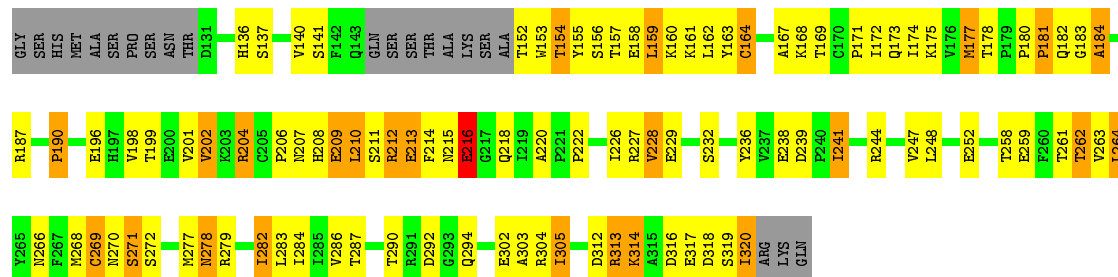 GLY SER HIS MET ALA SER PRO SER ASN THR D131 H136 S137 V140 S141 F142 Q143 GLN SER SER THR ALA LYS SER ALA T152 W153 T154 Y155 S156 T157 E158 L159 K160 K161 L162 Y163 C164 A167 K168 T169 C170 P171 I172 Q173 I174 K175 V176 M177 T178 P179 P180 P181 Q182 G183 A184
R187 P190 E196 H197 V198 T199 E200 V201 V202 K203 R204 C205 P206 N207 H208 E209 L210 S211 R212 E213 F214 N215 E216 G217 Q218 I219 A220 P221 P222 I226 R227 V228 E229 S232 Y236 V237 E238 D239 P240 I241 R244 V247 L248 E252 T258 E259 F260 T261 T262 V263
Y265 N266 F267 M268 C269 N270 S271 S272 M277 N278 R279 I282 L283 I284 I285 V286 T287 T290 R291 D292 G293 Q294 E302 A303 R304 I305 D312 R313 K314 A315 D316 E317 D318 S319 I320 ARG LYS GLN